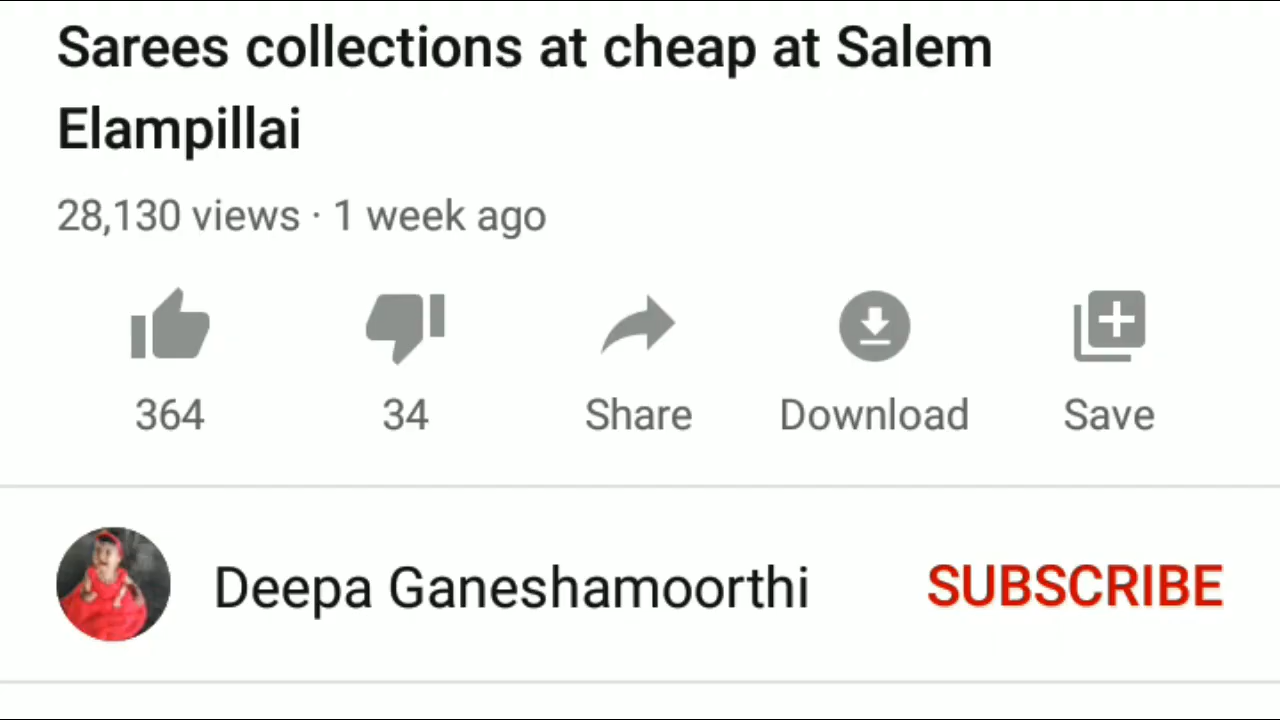 Sarees collections at cheap at Salem
Elampillai
28,130 views · 1 week ago
364 34 Share Download Save
Deepa Ganeshamoorthi SUBSCRIBE